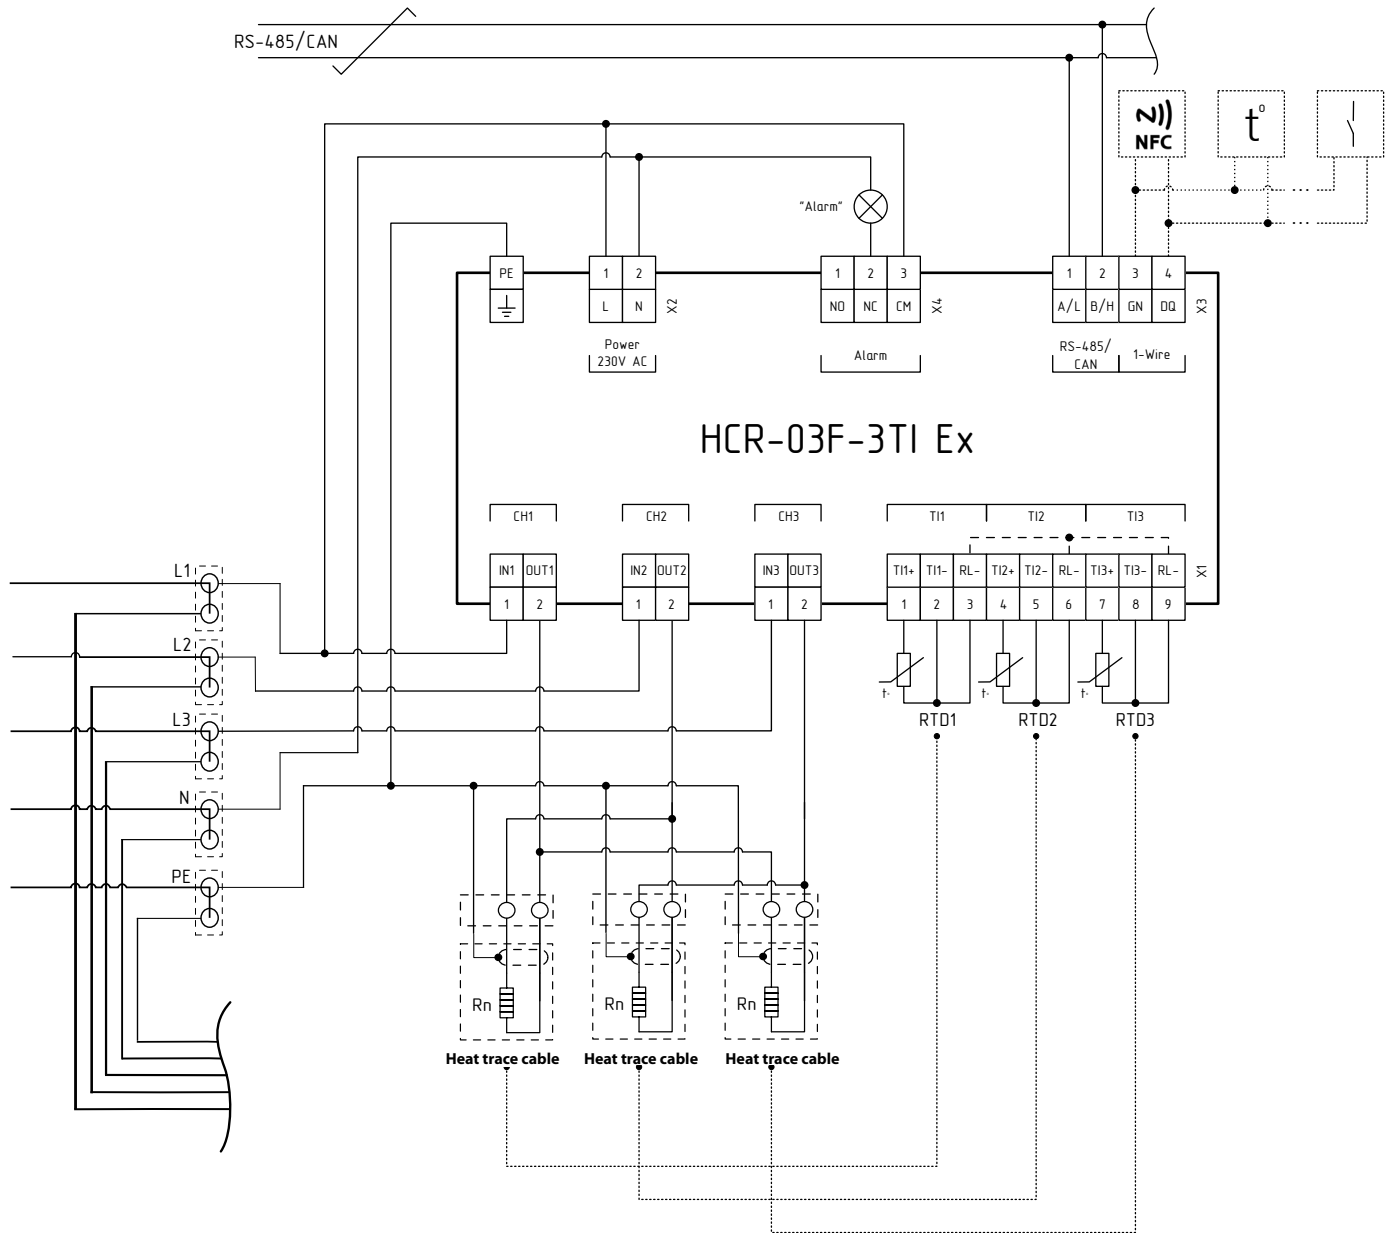 RS-485/CAN
NFC
t°
"Alarm"
PE
1 2
L N
X2
Power
230V AC
1 2 3
NO NC CM
X4
Alarm
1 2 3 4
A/L B/H GN DQ
X3
RS-485/
CAN
1-Wire
HCR-03F-3TI Ex
CH1
CH2
CH3
TI1
TI2
TI3
IN1 OUT1
1 2
IN2 OUT2
1 2
IN3 OUT3
1 2
TI1+ TI1- RL- TI2+ TI2- RL- TI3+ TI3- RL-
1 2 3 4 5 6 7 8 9
X1
L1
L2
L3
N
PE
t·
t·
t·
RTD1
RTD2
RTD3
Rn
Rn
Rn
Heat trace cable
Heat trace cable
Heat trace cable